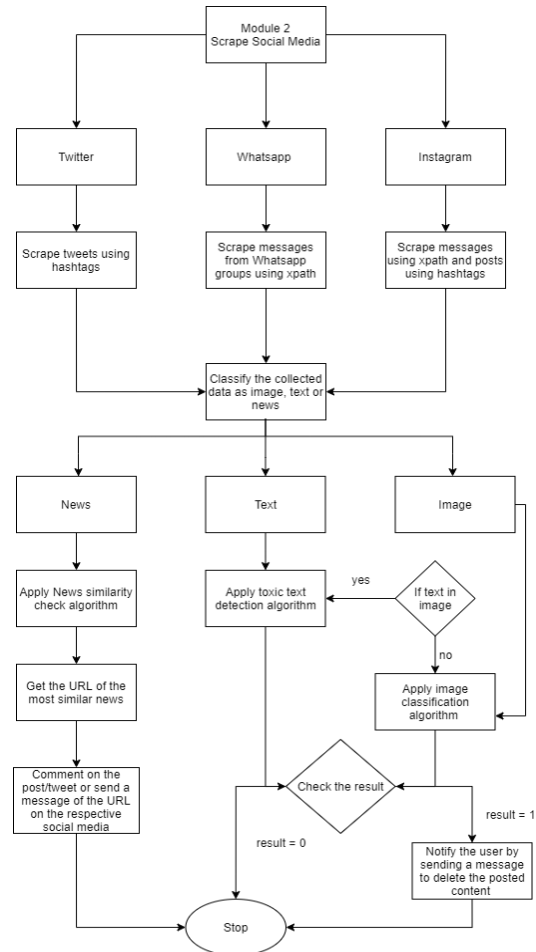 Module 2
Scrape Social Media
Twitter
Whatsapp
Instagram
Scrape tweets using
hashtags
Scrape messages
from Whatsapp
groups using xpath
Scrape messages
using xpath and posts
using hashtags
Classify the collected
data as image, text or
news
News
Text
Image
Apply News similarity
check algorithm
Apply toxic text
detection algorithm
yes
If text in
image
no
Get the URL of the
most similar news
Apply image
classification
algorithm
Comment on the
post/tweet or send a
message of the URL
on the respective
social media
Check the result
result = 0
result = 1
Notify the user by
sending a message
to delete the posted
content
Stop